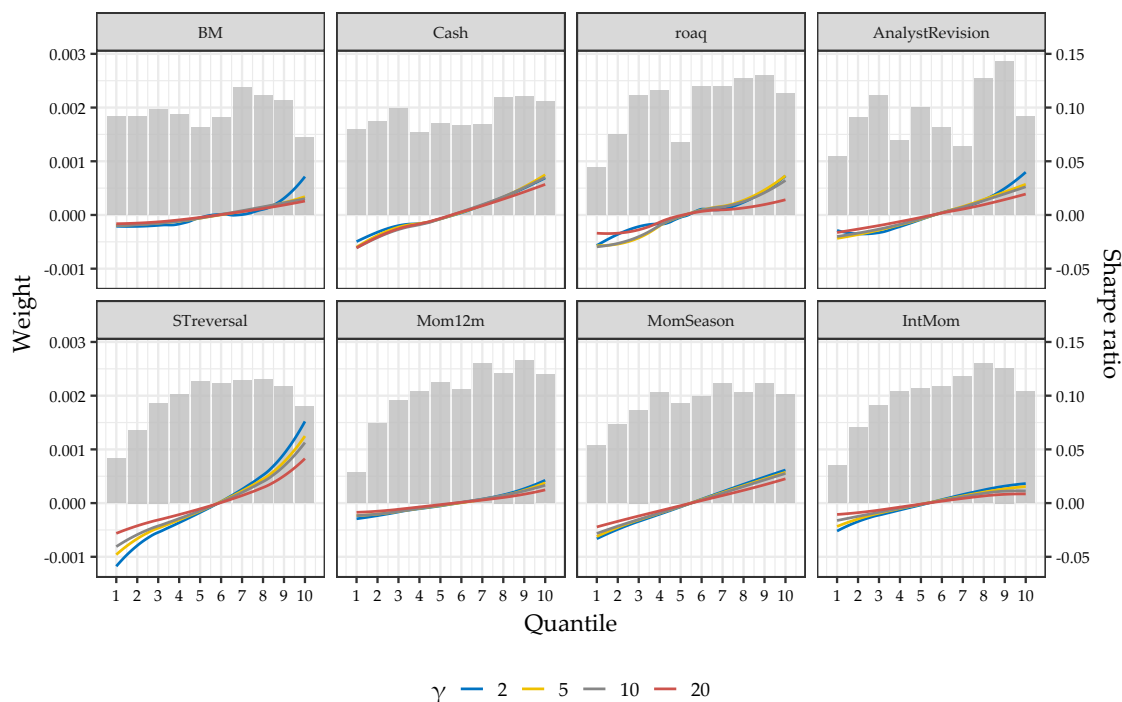 BM Cash roaq AnalystRevision
0.003 0.15
0.002 0.10
0.001 0.05
0.000 0.00
-0.001 -0.05
Weight
Sharpe ratio
STreversal Mom12m MomSeason IntMom
0.003 0.15
0.002 0.10
0.001 0.05
0.000 0.00
-0.001 -0.05
1 2 3 4 5 6 7 8 9 10 1 2 3 4 5 6 7 8 9 10 1 2 3 4 5 6 7 8 9 10 1 2 3 4 5 6 7 8 9 10
Quantile
γ 2 5 10 20